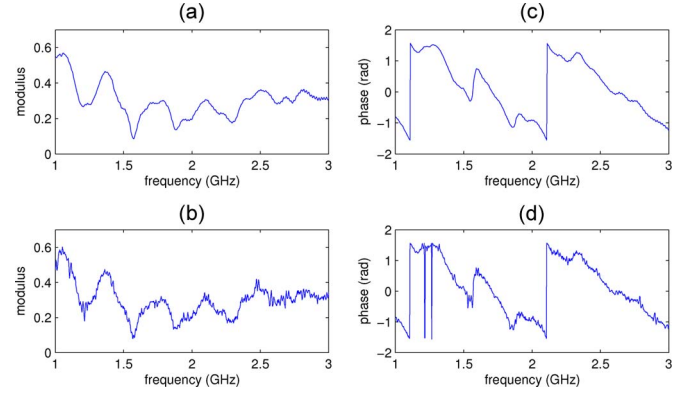 (a)
modulus
0.6
0.4
0.2
0
1 1.5 2 2.5 3
frequency (GHz)
(c)
phase (rad)
2
1
0
−1
−2
1 1.5 2 2.5 3
frequency (GHz)
(b)
modulus
0.6
0.4
0.2
0
1 1.5 2 2.5 3
frequency (GHz)
(d)
phase (rad)
2
1
0
−1
−2
1 1.5 2 2.5 3
frequency (GHz)